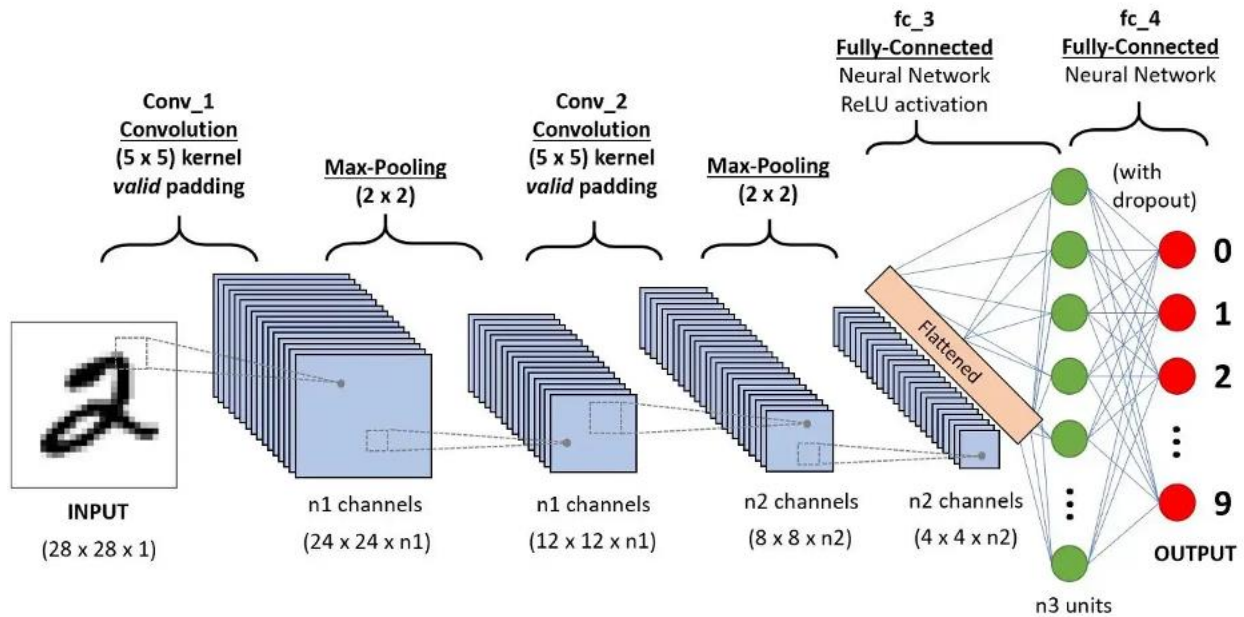 Conv_1
Convolution
(5 x 5) kernel
valid padding
Max-Pooling
(2 x 2)
Conv_2
Convolution
(5 x 5) kernel
valid padding
Max-Pooling
(2 x 2)
fc_3
Fully-Connected
Neural Network
ReLU activation
fc_4
Fully-Connected
Neural Network
(with
dropout)
Flattened
0
1
2
9
OUTPUT
2
INPUT
(28 x 28 x 1)
n1 channels
(24 x 24 x n1)
n1 channels
(12 x 12 x n1)
n2 channels
(8 x 8 x n2)
n2 channels
(4 x 4 x n2)
n3 units